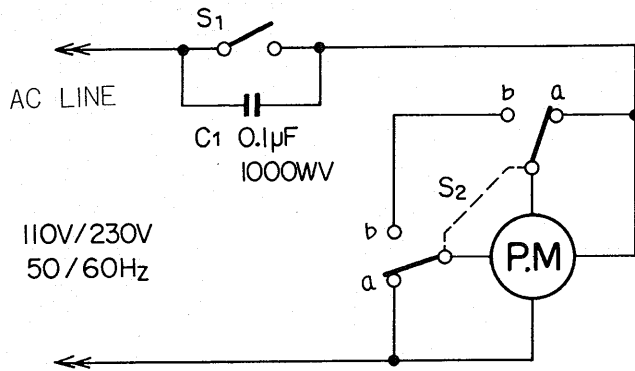 S1
AC LINE
C1 0.1µF
1000WV
b a
S2
110V/230V
50/60Hz
b
a
P.M